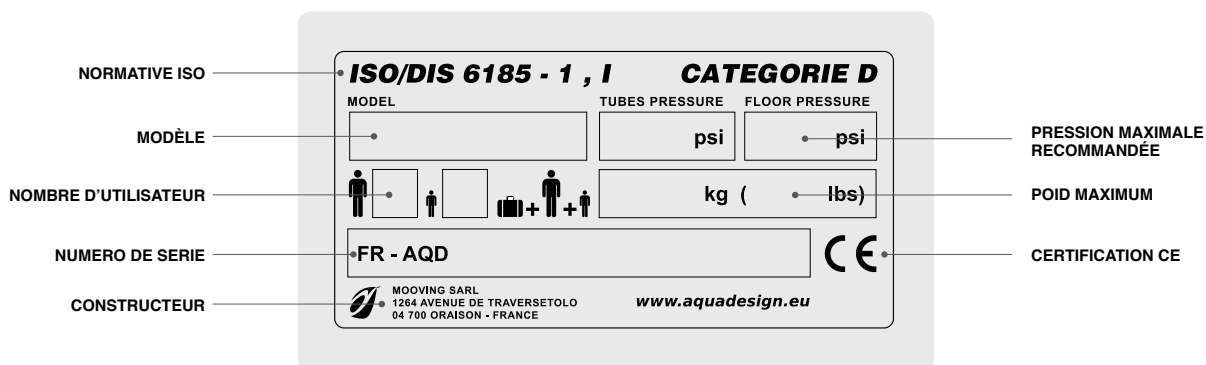 NORMATIVE ISO
ISO/DIS 6185 - 1 , I CATEGORIE D
MODEL TUBES PRESSURE FLOOR PRESSURE
MODÈLE
psi psi
PRESSION MAXIMALE
RECOMMANDÉE
NOMBRE D’UTILISATEUR
+ +
kg ( lbs)
POID MAXIMUM
NUMERO DE SERIE
FR - AQD
CE
CERTIFICATION CE
CONSTRUCTEUR
MOOVING SARL
1264 AVENUE DE TRAVERSETOLO
04 700 ORAISON - FRANCE
www.aquadesign.eu